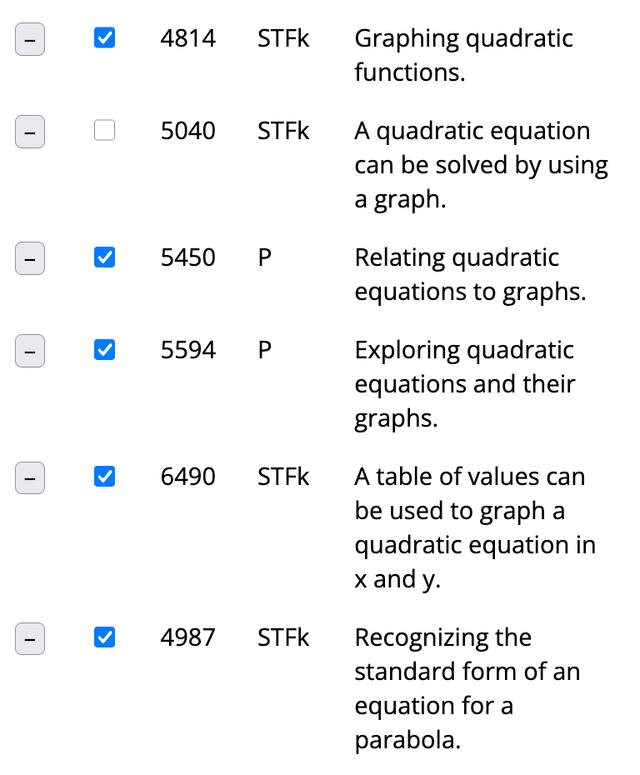 – 4814 STFk Graphing quadratic
functions.
– 5040 STFk A quadratic equation
can be solved by using
a graph.
– 5450 P Relating quadratic
equations to graphs.
– 5594 P Exploring quadratic
equations and their
graphs.
– 6490 STFk A table of values can
be used to graph a
quadratic equation in
x and y.
– 4987 STFk Recognizing the
standard form of an
equation for a
parabola.